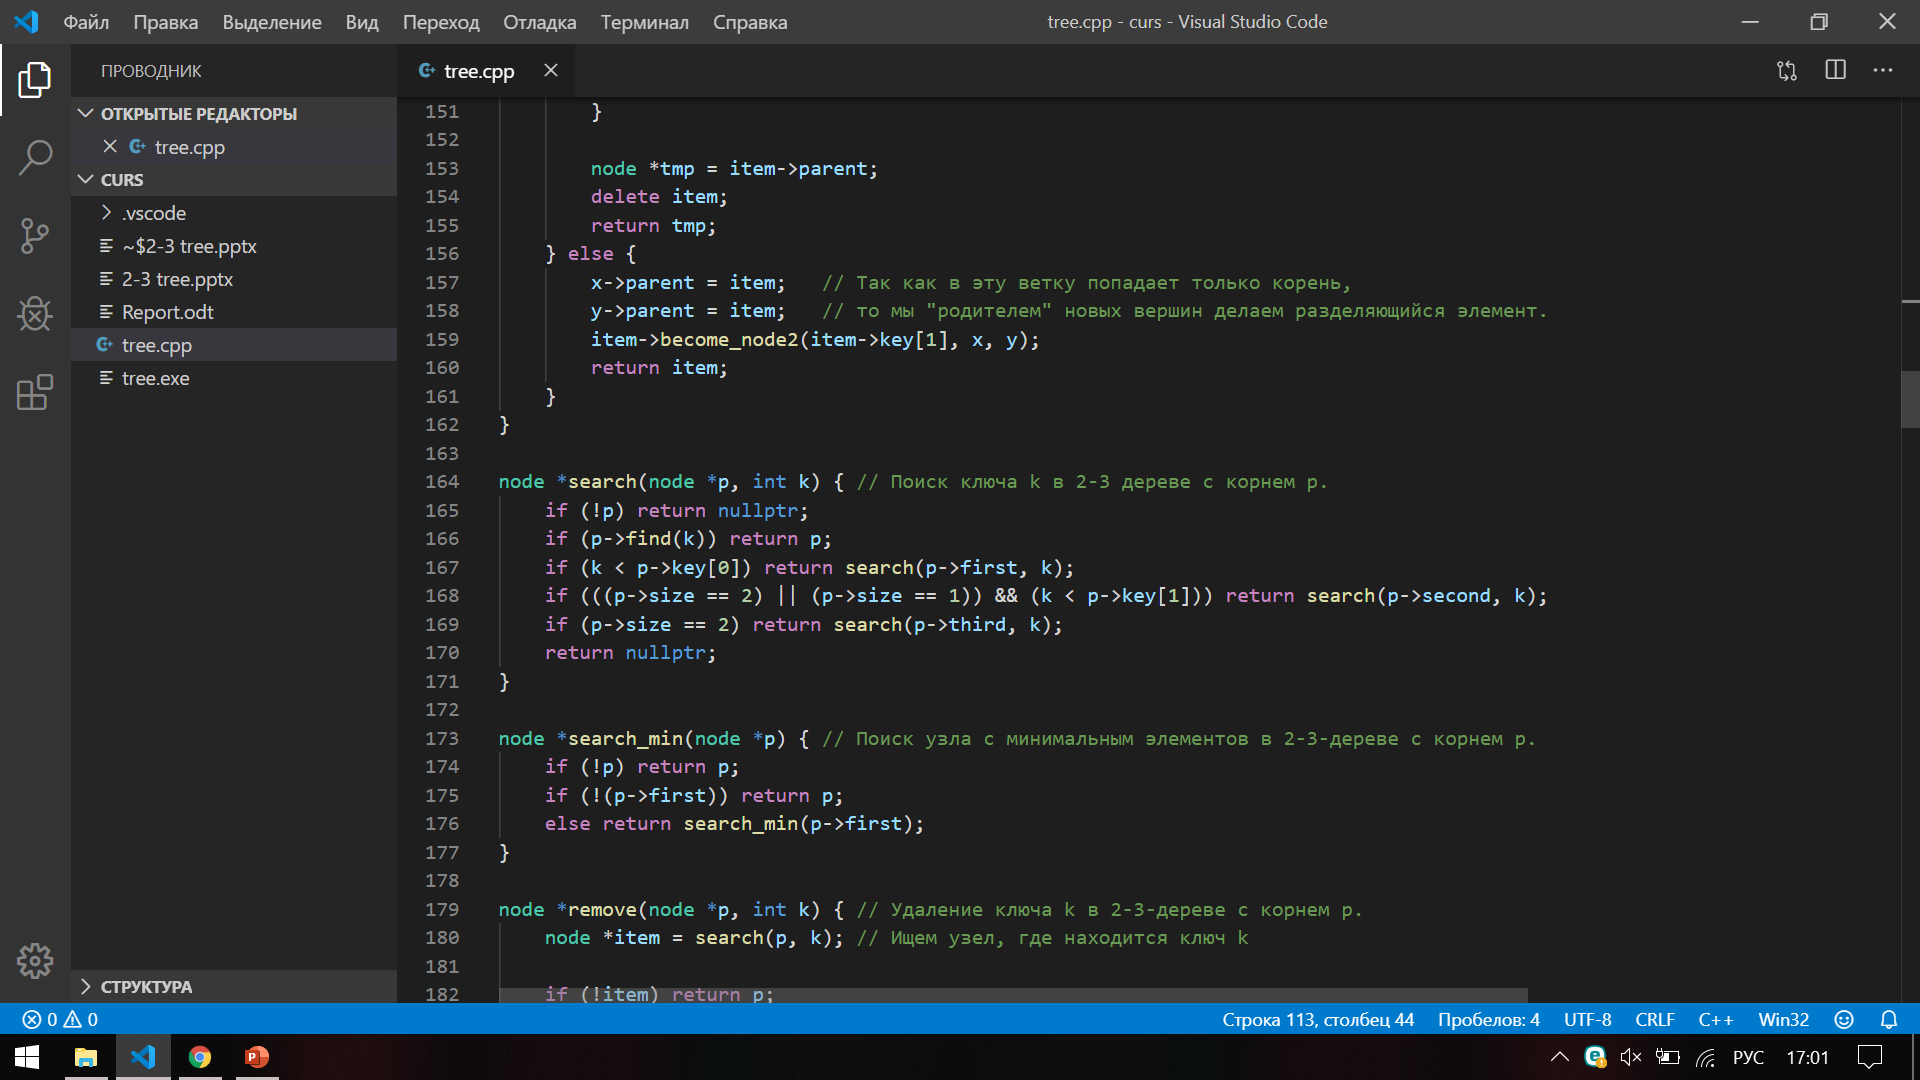 Файл Правка Выделение Вид Переход Отладка Терминал Справка tree.cpp - curs - Visual Studio Code
ПРОВОДНИК
ОТКРЫТЫЕ РЕДАКТОРЫ
tree.cpp
CURS
.vscode
~$2-3 tree.pptx
2-3 tree.pptx
Report.odt
tree.cpp
tree.exe
СТРУКТУРА
tree.cpp
151 }
152
153 node *tmp = item->parent;
154 delete item;
155 return tmp;
156 } else {
157 x->parent = item; // Так как в эту ветку попадает только корень,
158 y->parent = item; // то мы "родителем" новых вершин делаем разделяющийся элемент.
159 item->become_node2(item->key[1], x, y);
160 return item;
161 }
162 }
163
164 node *search(node *p, int k) { // Поиск ключа k в 2-3 дереве с корнем p.
165 if (!p) return nullptr;
166 if (p->find(k)) return p;
167 if (k < p->key[0]) return search(p->first, k);
168 if (((p->size == 2) || (p->size == 1)) && (k < p->key[1])) return search(p->second, k);
169 if (p->size == 2) return search(p->third, k);
170 return nullptr;
171 }
172
173 node *search_min(node *p) { // Поиск узла с минимальным элементов в 2-3-дереве с корнем p.
174 if (!p) return p;
175 if (!(p->first)) return p;
176 else return search_min(p->first);
177 }
178
179 node *remove(node *p, int k) { // Удаление ключа k в 2-3-дереве с корнем p.
180 node *item = search(p, k); // Ищем узел, где находится ключ k
181
182 if (!item) return p;
0 0 Строка 113, столбец 44 Пробелов: 4 UTF-8 CRLF C++ Win32
РУС 17:01